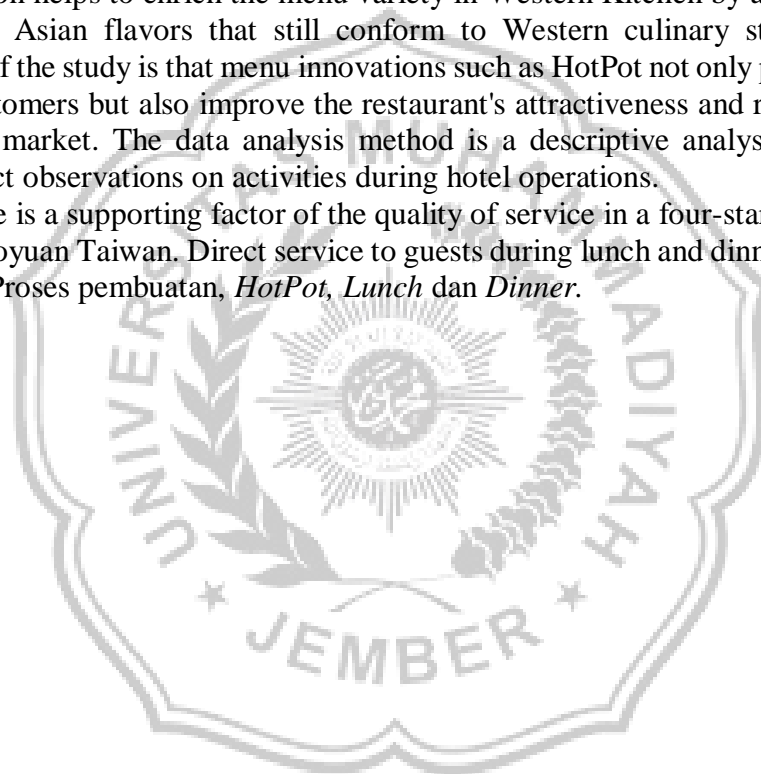 on helps to enrich the menu variety in Western Kitchen by a
Asian flavors that still conform to Western culinary st
f the study is that menu innovations such as HotPot not only p
tomers but also improve the restaurant's attractiveness and r
market. The data analysis method is a descriptive analys
ct observations on activities during hotel operations.
e is a supporting factor of the quality of service in a four-star
oyuan Taiwan. Direct service to guests during lunch and dinn
Proses pembuatan, HotPot, Lunch dan Dinner.
UNIVERSITAS MUHAMMADIYAH
JEMBER